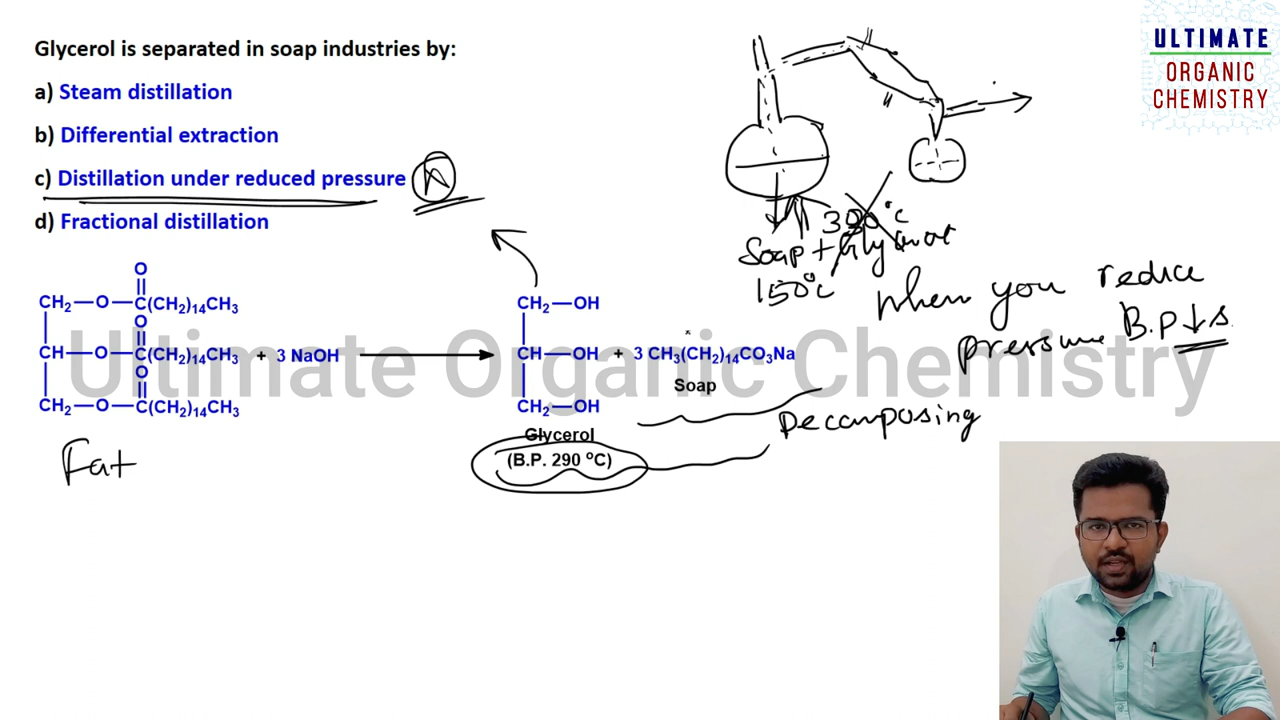 Glycerol is separated in soap industries by:
a) Steam distillation
b) Differential extraction
c) Distillation under reduced pressure
d) Fractional distillation
ULTIMATE
ORGANIC
CHEMISTRY
300°C
Soap + Glycerol
150°C
When you reduce
pressure B.P↓s.
O
CH2—O—C(CH2)14CH3
O
CH—O—C(CH2)14CH3 + 3 NaOH
O
CH2—O—C(CH2)14CH3
CH2—OH
CH—OH + 3 CH3(CH2)14CO3Na
Soap
CH2—OH
Glycerol
(B.P. 290 °C)
Decomposing
Fat
Ultimate Organic Chemistry